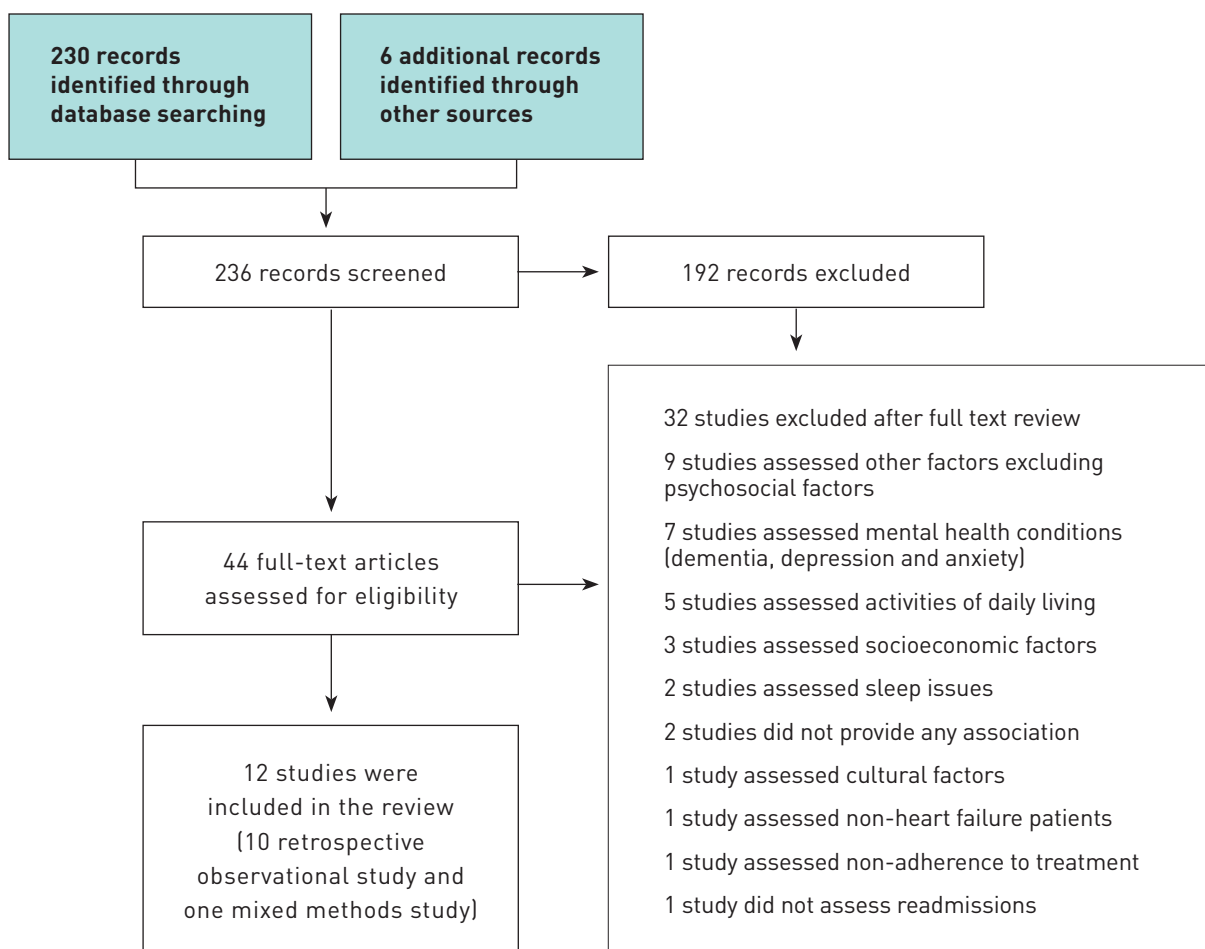 230 records
identified through
database searching
6 additional records
identified through
other sources
236 records screened
192 records excluded
44 full-text articles
assessed for eligibility
32 studies excluded after full text review
9 studies assessed other factors excluding
psychosocial factors
7 studies assessed mental health conditions
(dementia, depression and anxiety)
5 studies assessed activities of daily living
3 studies assessed socioeconomic factors
2 studies assessed sleep issues
2 studies did not provide any association
1 study assessed cultural factors
1 study assessed non-heart failure patients
1 study assessed non-adherence to treatment
1 study did not assess readmissions
12 studies were
included in the review
(10 retrospective
observational study and
one mixed methods study)